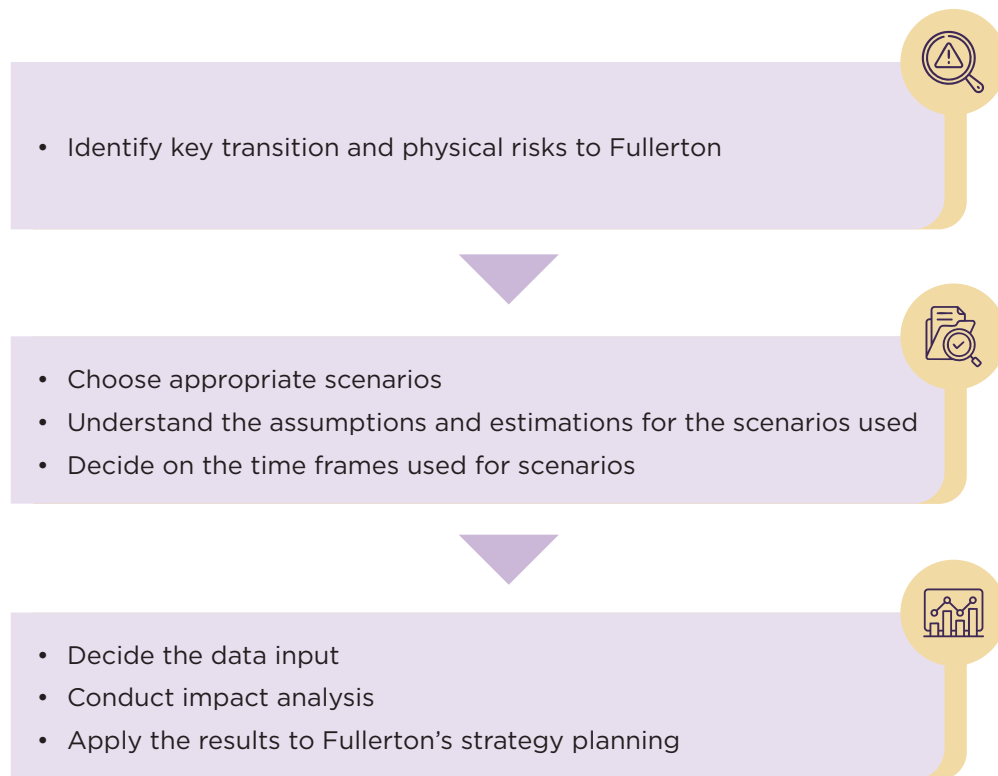 • Identify key transition and physical risks to Fullerton
• Choose appropriate scenarios
• Understand the assumptions and estimations for the scenarios used
• Decide on the time frames used for scenarios
• Decide the data input
• Conduct impact analysis
• Apply the results to Fullerton’s strategy planning